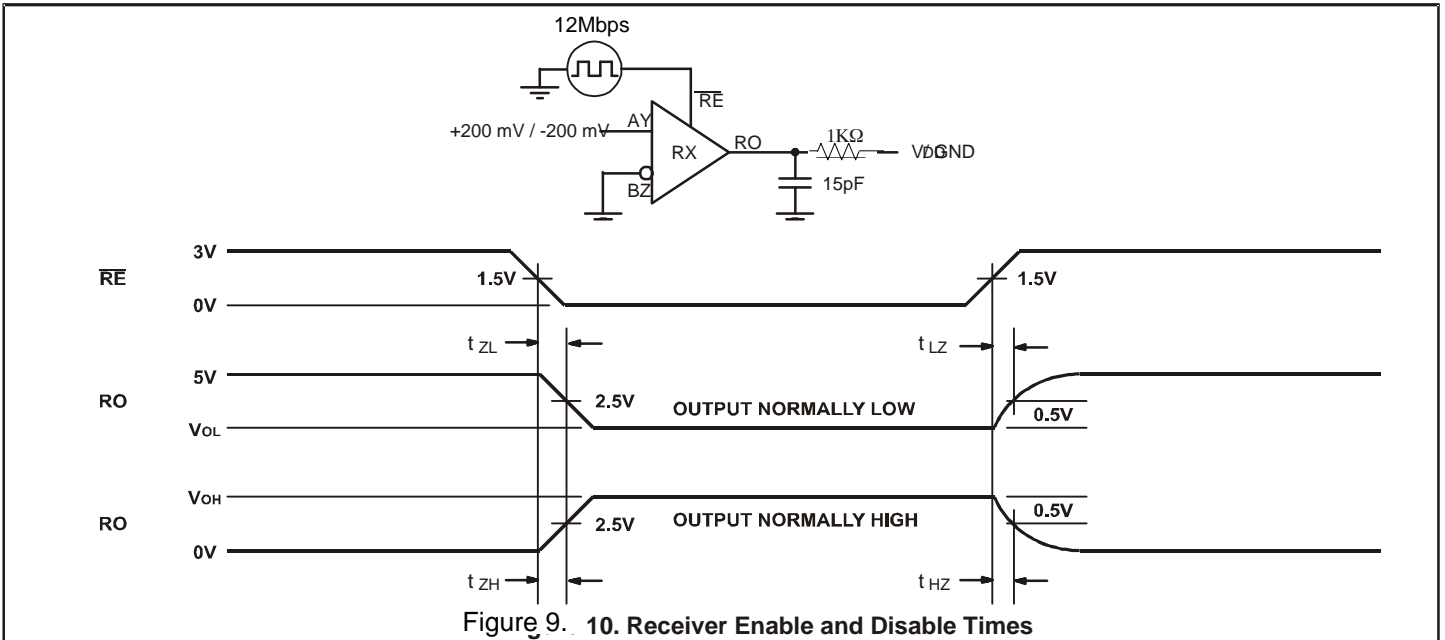 12Mbps
RE
+200 mV / -200 mV
AY
RX
RO
1KΩ
BZ
15pF
3V
RE
1.5V
1.5V
0V
t ZL
t LZ
5V
RO
2.5V
OUTPUT NORMALLY LOW
0.5V
VOL
VOH
RO
2.5V
OUTPUT NORMALLY HIGH
0.5V
0V
t ZH
t HZ
Figure 9. 10. Receiver Enable and Disable Times